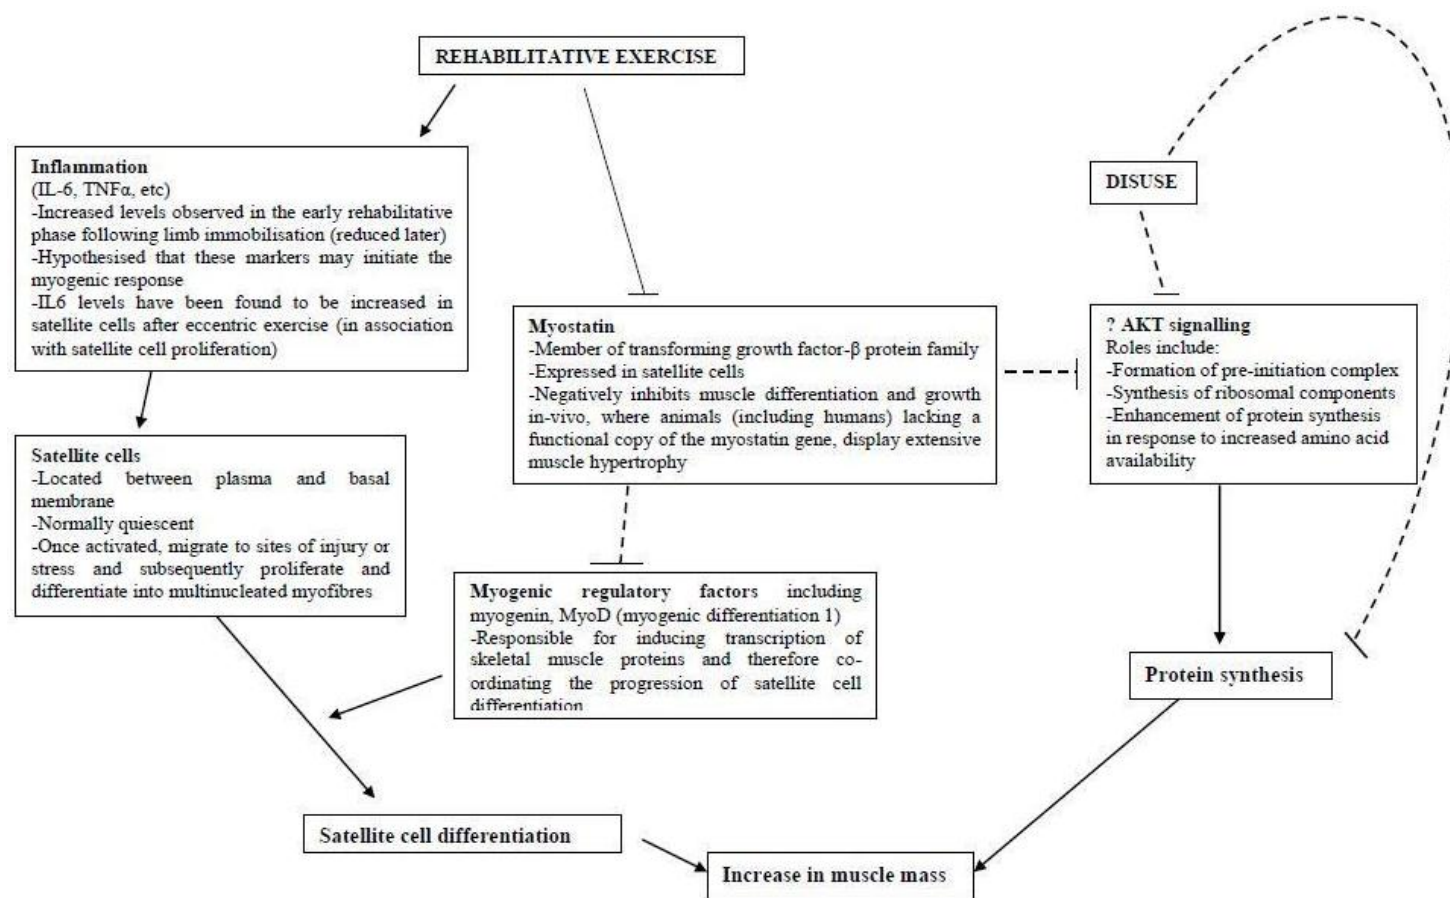 REHABILITATIVE EXERCISE
Inflammation
(IL-6, TNFα, etc)
-Increased levels observed in the early rehabilitative
phase following limb immobilisation (reduced later)
-Hypothesised that these markers may initiate the
myogenic response
-IL6 levels have been found to be increased in
satellite cells after eccentric exercise (in association
with satellite cell proliferation)
DISUSE
Myostatin
-Member of transforming growth factor-β protein family
-Expressed in satellite cells
-Negatively inhibits muscle differentiation and growth
in-vivo, where animals (including humans) lacking a
functional copy of the myostatin gene, display extensive
muscle hypertrophy
? AKT signalling
Roles include:
-Formation of pre-initiation complex
-Synthesis of ribosomal components
-Enhancement of protein synthesis
in response to increased amino acid
availability
Satellite cells
-Located between plasma and basal
membrane
-Normally quiescent
-Once activated, migrate to sites of injury or
stress and subsequently proliferate and
differentiate into multinucleated myofibres
Myogenic regulatory factors including
myogenin, MyoD (myogenic differentiation 1)
-Responsible for inducing transcription of
skeletal muscle proteins and therefore co-
ordinating the progression of satellite cell
differentiation
Protein synthesis
Satellite cell differentiation
Increase in muscle mass